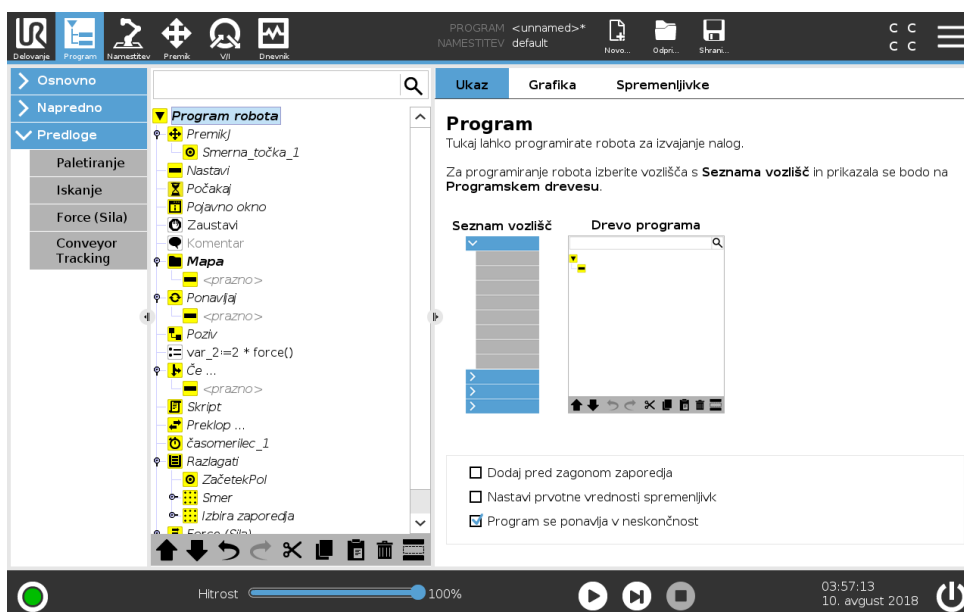 PROGRAM <unnamed>*
NAMESTITEV default
Delovanje Program Namestitev Premik V/I Dnevnik Novo... Odpri... Shrani...
C C
C C
Osnovno
Napredno
Predloge
Paletiranje
Iskanje
Force (Sila)
Conveyor
Tracking
Program robota
PremikJ
Smerna_točka_1
Nastavi
Počakaj
Pojavno okno
Zaustavi
Komentar
Mapa
<prazno>
Ponavljaj
<prazno>
Poziv
var_2:=2 * force()
Če ...
<prazno>
Skript
Preklop ...
časomerilec_1
Razlagati
ZačetekPol
Smer
Izbira zaporedja
Force (Sila)
Ukaz Grafika Spremenljivke
Program
Tukaj lahko programirate robota za izvajanje nalog.
Za programiranje robota izberite vozlišča s Seznama vozlišč in prikazala se bodo na
Programskem drevesu.
Seznam vozlišč Drevo programa
Dodaj pred zagonom zaporedja
Nastavi prvotne vrednosti spremenljivk
Program se ponavlja v neskončnost
Hitrost 100%
03:57:13
10. avgust 2018